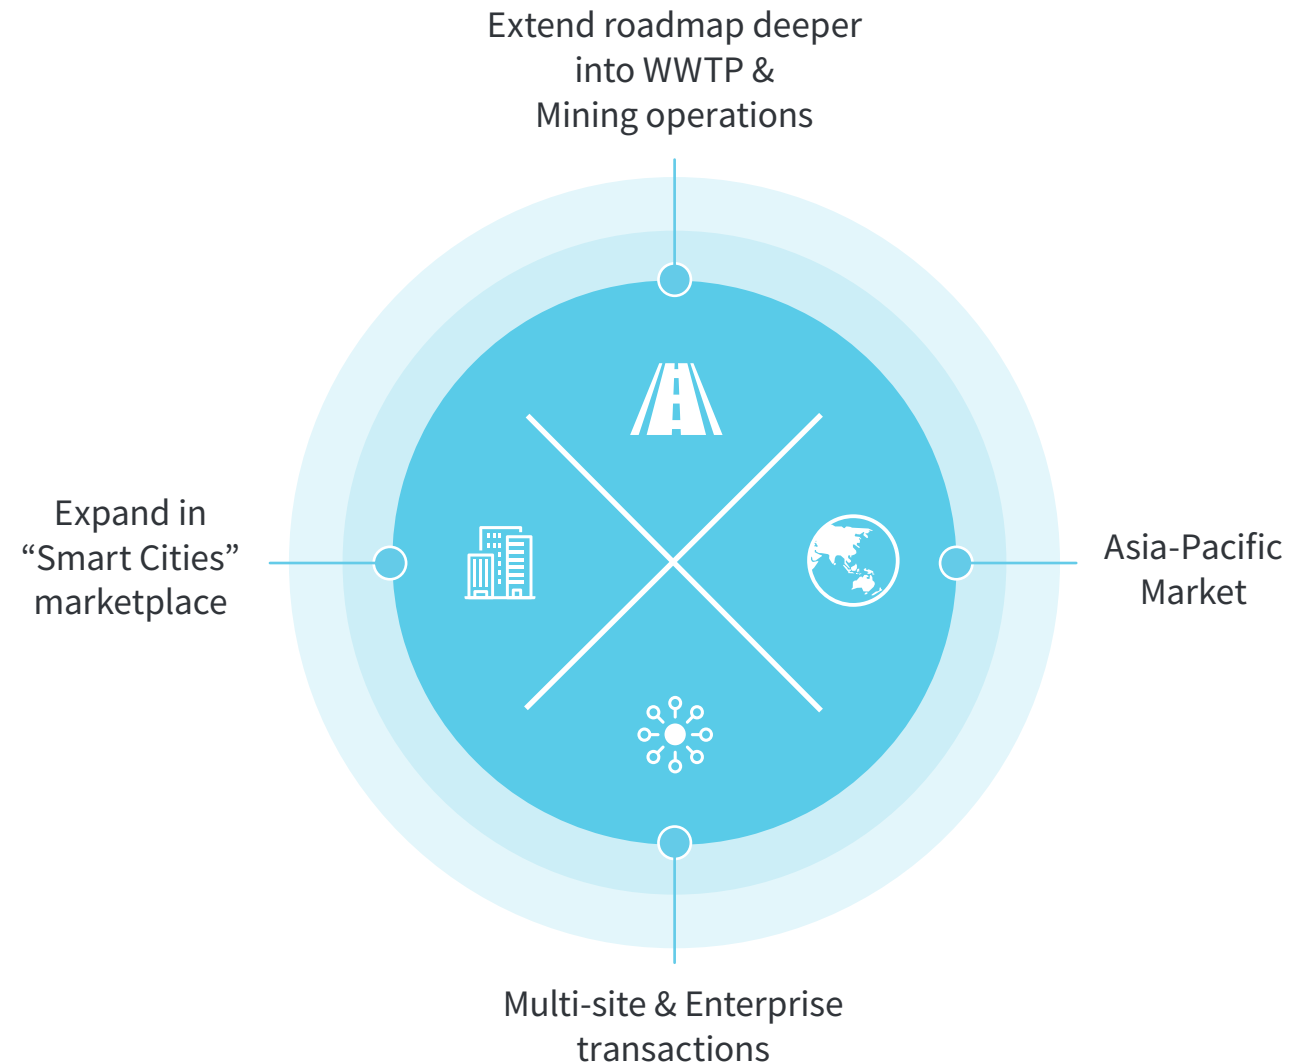 Extend roadmap deeper
into WWTP &
Mining operations
Expand in
“Smart Cities”
marketplace
Asia-Pacific
Market
Multi-site & Enterprise
transactions